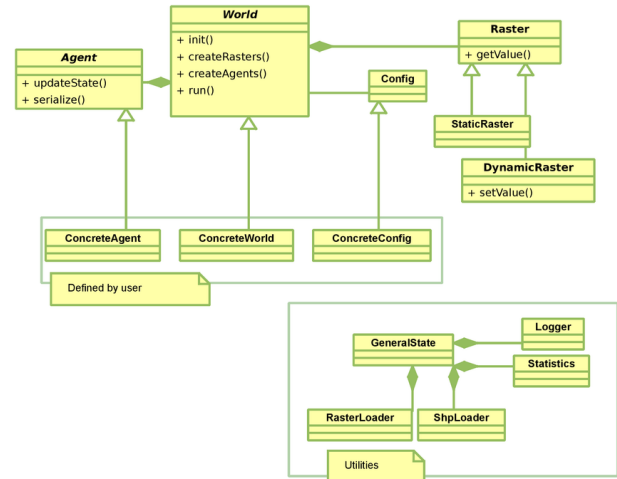 World
+ init()
+ createRasters()
+ createAgents()
+ run()
Agent
+ updateState()
+ serialize()
Raster
+ getValue()
Config
StaticRaster
DynamicRaster
+ setValue()
ConcreteAgent
ConcreteWorld
ConcreteConfig
Defined by user
GeneralState
Logger
Statistics
RasterLoader
ShpLoader
Utilities